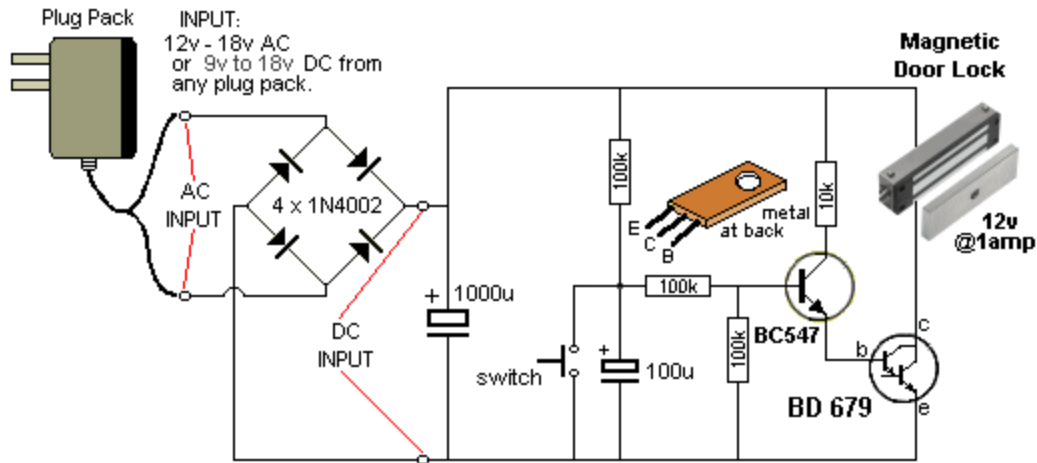 Plug Pack
INPUT:
12v - 18v AC
or 9v to 18v DC from
any plug pack.
Magnetic
Door Lock
AC
INPUT
4 x 1N4002
100k
10k
metal
at back
E
C
B
12v
@1amp
+
1000u
100k
DC
INPUT
switch
+
100u
100k
BC547
b
c
BD 679
e